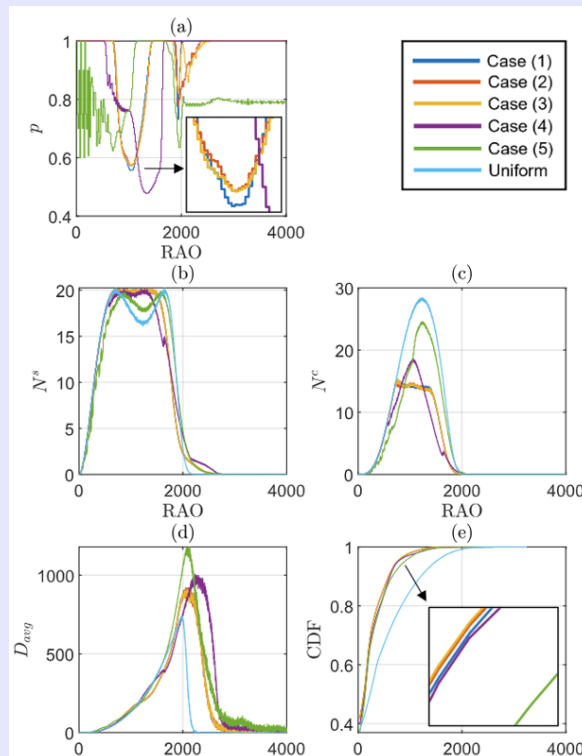 (a)
1
0.8
0.6
0.4
p
0
2000
4000
RAO
Case (1)
Case (2)
Case (3)
Case (4)
Case (5)
Uniform
(b)
20
15
10
5
0
N^s
0
2000
4000
RAO
(c)
30
20
10
0
N^c
0
2000
4000
RAO
(d)
1000
500
0
D_avg
0
2000
4000
(e)
1
0.8
0.6
0.4
CDF
0
2000
4000